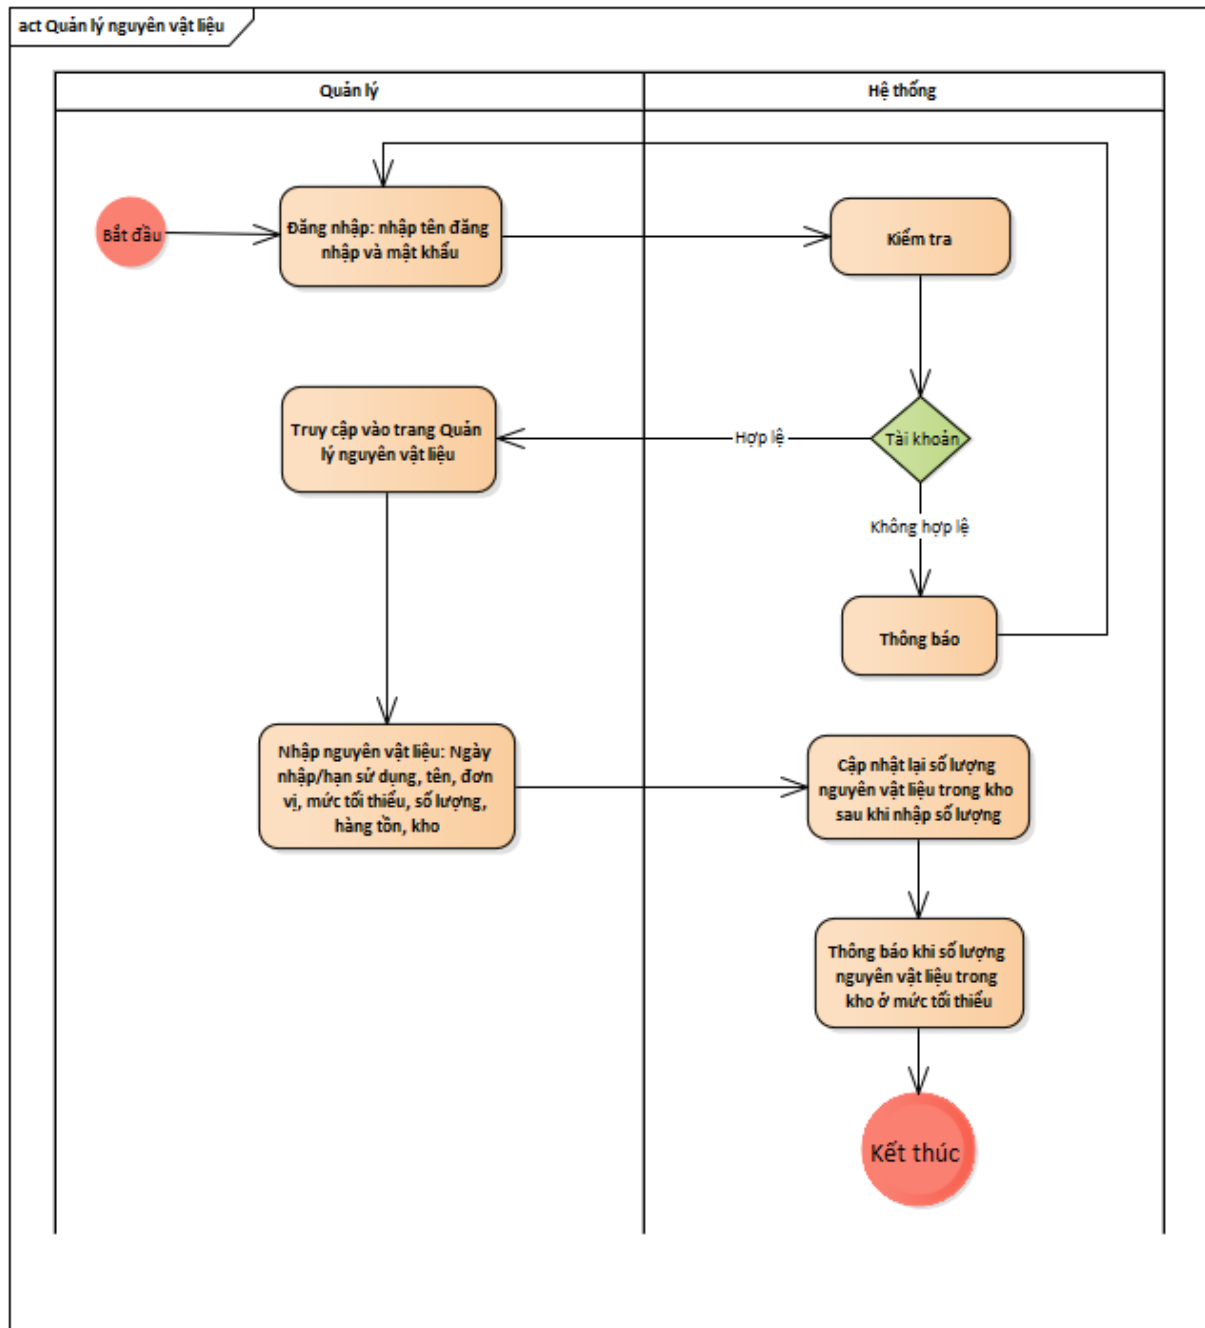 act Quản lý nguyên vật liệu
Quản lý
Hệ thống
Bắt đầu
Đăng nhập: nhập tên đăng
nhập và mật khẩu
Kiểm tra
Truy cập vào trang Quản
lý nguyên vật liệu
Hợp lệ
Tài khoản
Không hợp lệ
Thông báo
Nhập nguyên vật liệu: Ngày
nhập/hạn sử dụng, tên, đơn
vị, mức tối thiểu, số lượng,
hàng tồn, kho
Cập nhật lại số lượng
nguyên vật liệu trong kho
sau khi nhập số lượng
Thông báo khi số lượng
nguyên vật liệu trong
kho ở mức tối thiểu
Kết thúc